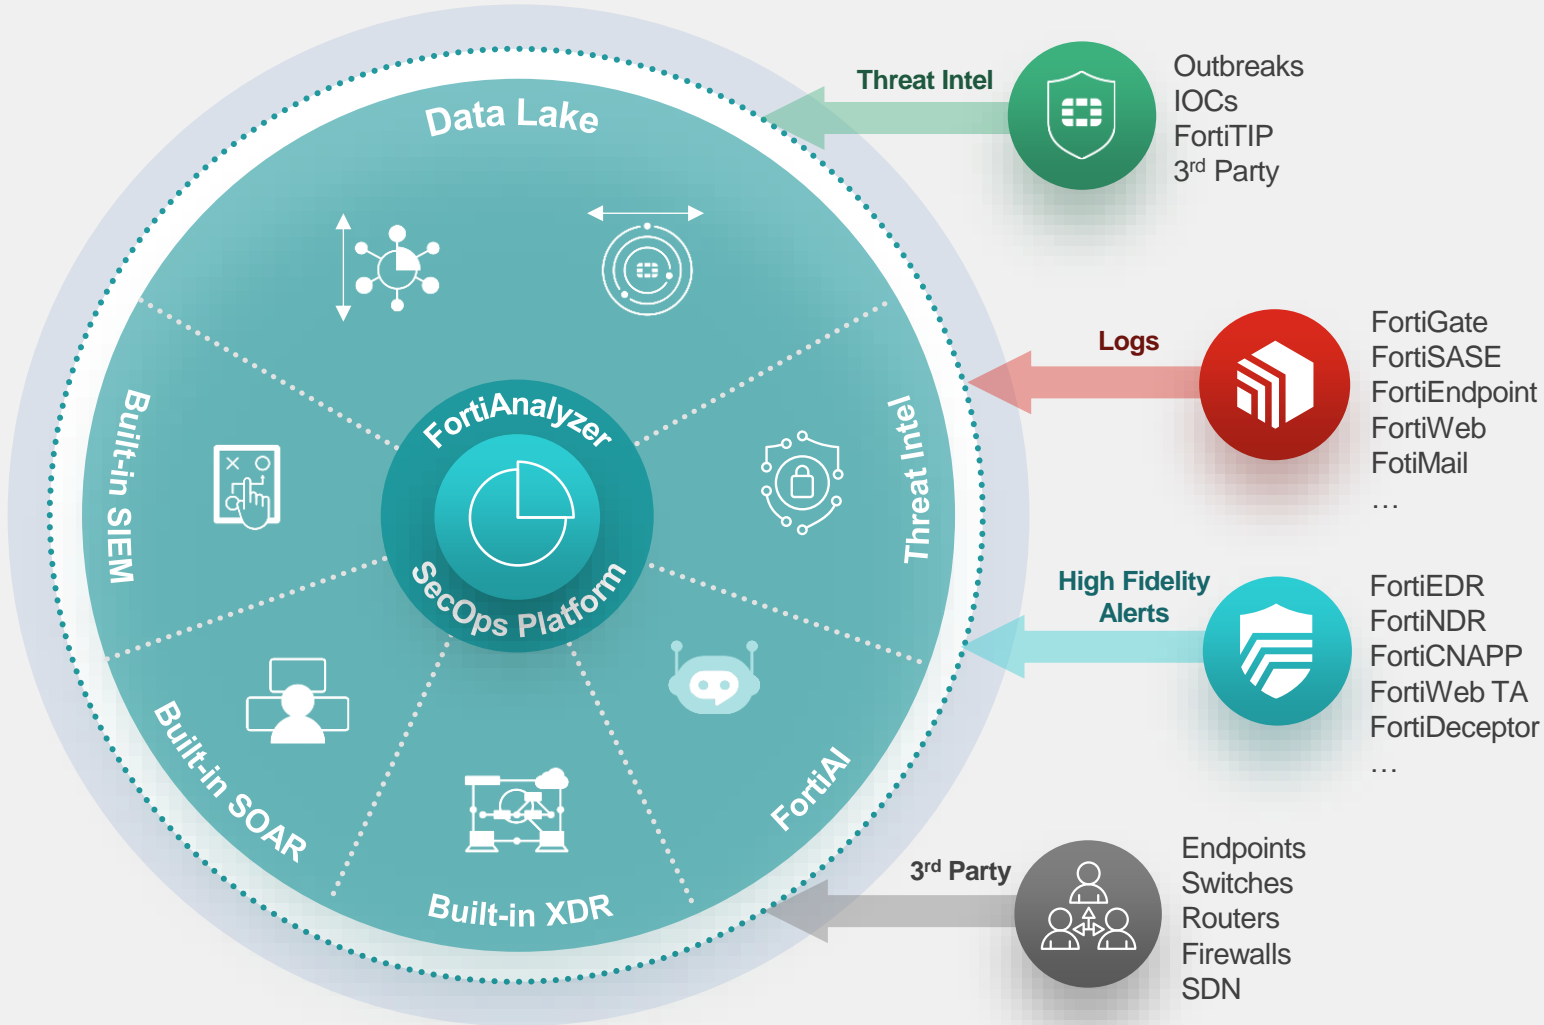 Data Lake
Threat Intel
FortiAI
Built-in XDR
Built-in SOAR
Built-in SIEM
FortiAnalyzer
SecOps Platform
Threat Intel
Outbreaks
IOCs
FortiTIP
3rd Party
Logs
FortiGate
FortiSASE
FortiEndpoint
FortiWeb
FotiMail
…
High Fidelity
Alerts
FortiEDR
FortiNDR
FortiCNAPP
FortiWeb TA
FortiDeceptor
…
3rd Party
Endpoints
Switches
Routers
Firewalls
SDN